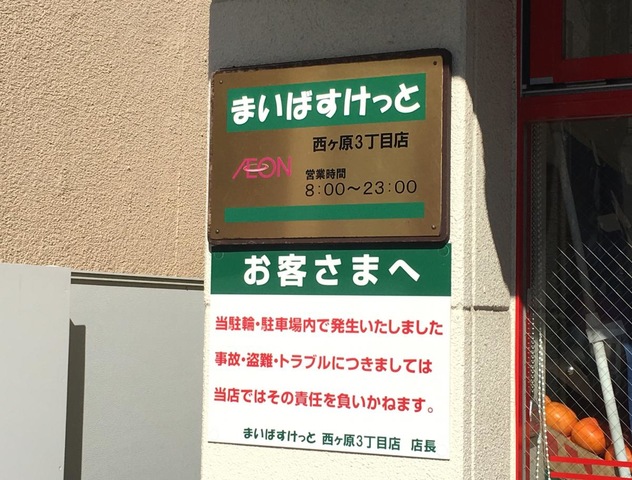 まいばすけっと
西ヶ原3丁目店
ÆON
営業時間
8:00〜23:00
お客さまへ
当駐輪・駐車場内で発生いたしました
事故・盗難・トラブルにつきましては
当店ではその責任を負いかねます。
まいばすけっと 西ヶ原3丁目店 店長